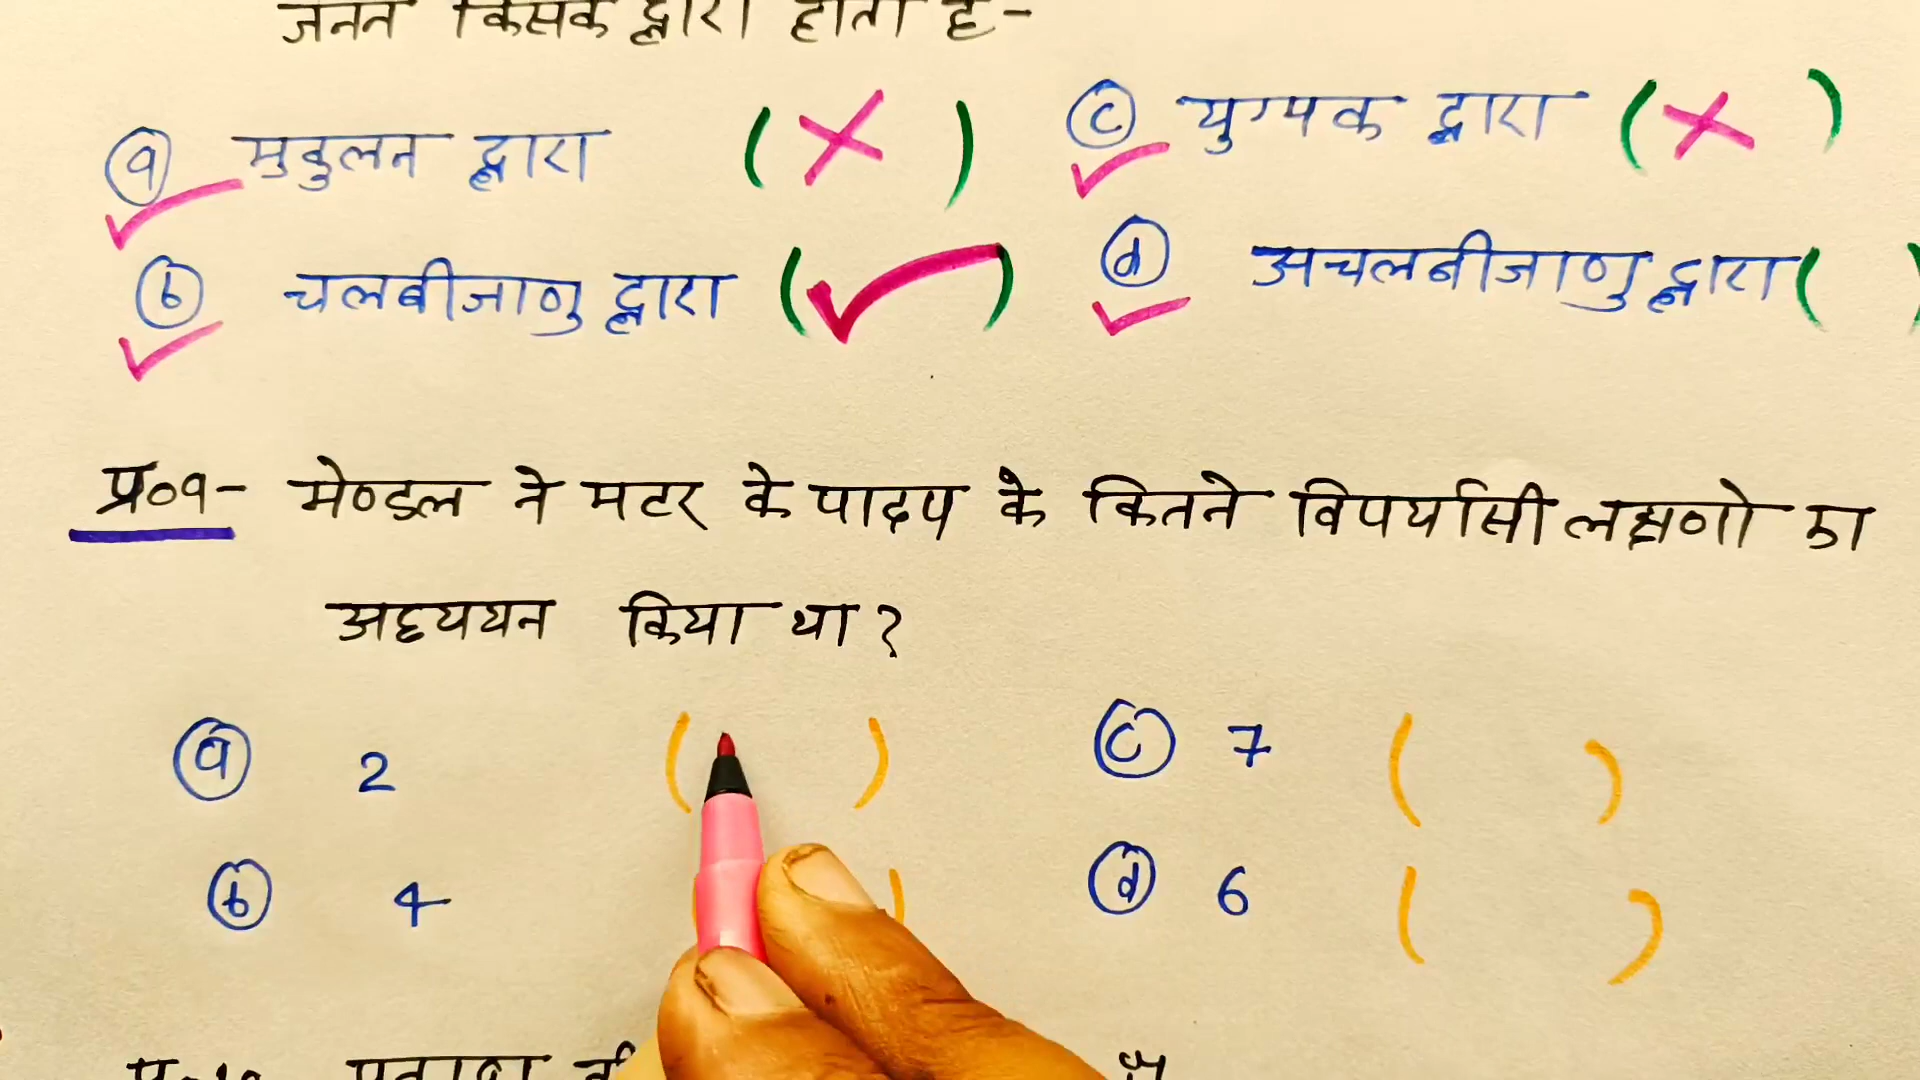 जनन किसके द्वारा होता है-
(a) मुकुलन द्वारा ( × )
(c) युग्मक द्वारा ( × )
(b) चलबीजाणु द्वारा ( ✓ )
(d) अचलबीजाणु द्वारा ( )
प्र०9- मेण्डल ने मटर के पादप के कितने विपर्यासी लक्षणो का
अध्ययन किया था?
(a) 2 ( )
(c) 7 ( )
(b) 4 ( )
(d) 6 ( )